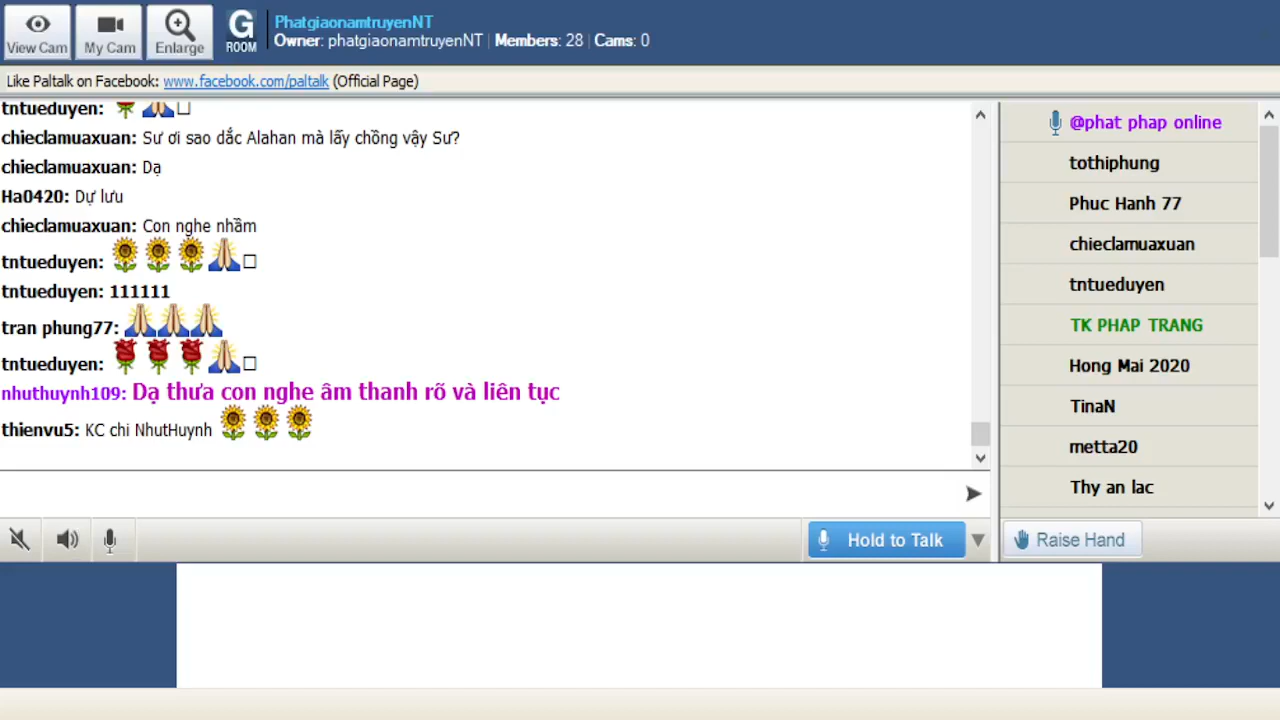 View Cam
My Cam
Enlarge
G
ROOM
PhatgiaonamtruyenNT
Owner: phatgiaonamtruyenNT | Members: 28 | Cams: 0
Like Paltalk on Facebook: www.facebook.com/paltalk (Official Page)
tntueduyen:
chieclamuaxuan: Sư ơi sao dắc Alahan mà lấy chồng vậy Sư?
chieclamuaxuan: Dạ
Ha0420: Dự lưu
chieclamuaxuan: Con nghe nhầm
tntueduyen:
tntueduyen: 111111
tran phung77:
tntueduyen:
nhuthuynh109: Dạ thưa con nghe âm thanh rõ và liên tục
thienvu5: KC chi NhutHuynh
@phat phap online
tothiphung
Phuc Hanh 77
chieclamuaxuan
tntueduyen
TK PHAP TRANG
Hong Mai 2020
TinaN
metta20
Thy an lac
Hold to Talk
Raise Hand